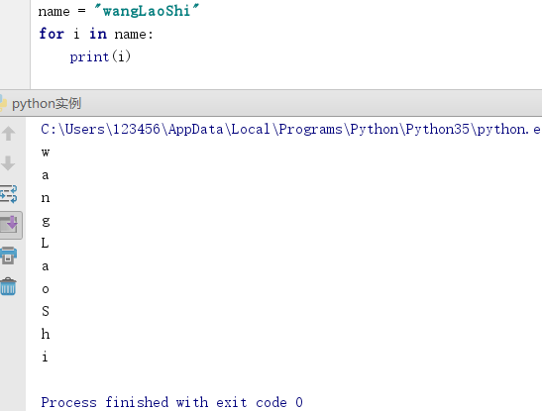 name = "wangLaoShi"
for i in name:
    print(i)
python实例
C:\Users\123456\AppData\Local\Programs\Python\Python35\python.e
w
a
n
g
L
a
o
S
h
i
Process finished with exit code 0